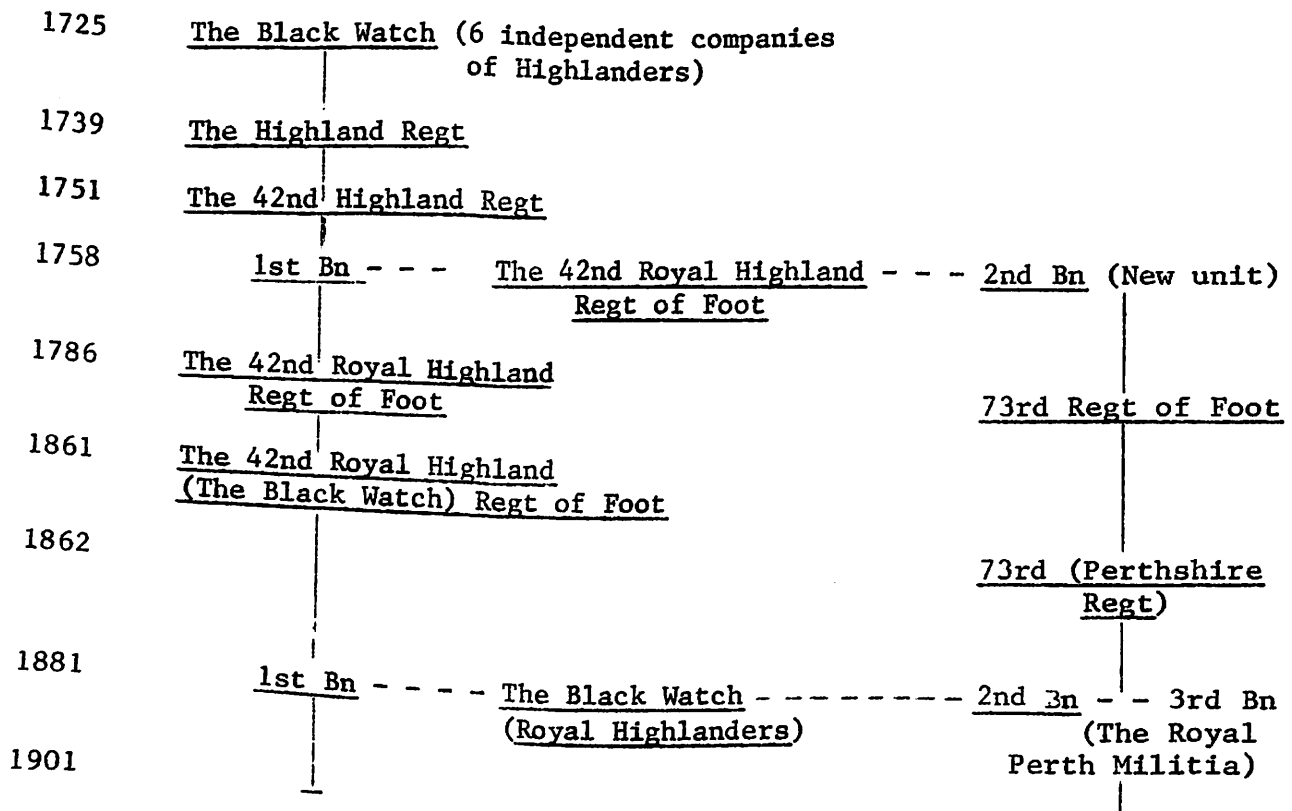 1725 The Black Watch (6 independent companies
of Highlanders)
1739 The Highland Regt
1751 The 42nd Highland Regt
1758 1st Bn - - - The 42nd Royal Highland - - - 2nd Bn (New unit)
Regt of Foot
1786 The 42nd Royal Highland
Regt of Foot 73rd Regt of Foot
1861 The 42nd Royal Highland
(The Black Watch) Regt of Foot
1862
73rd (Perthshire
Regt)
1881 1st Bn - - - - The Black Watch - - - - - - - - 2nd Bn - - 3rd Bn
(Royal Highlanders) (The Royal
1901 Perth Militia)